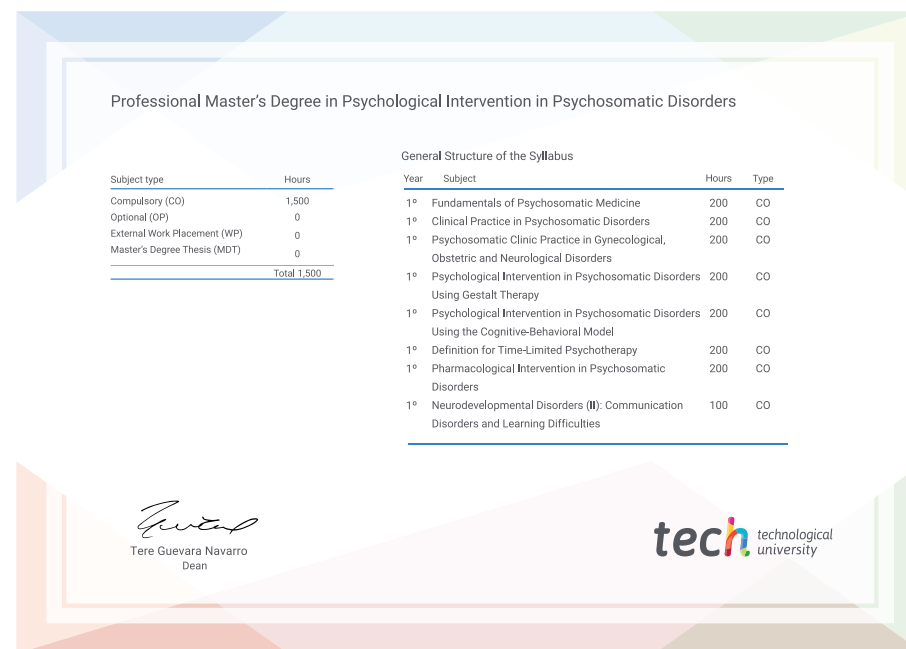 Professional Master's Degree in Psychological Intervention in Psychosomatic Disorders
Subject type Hours
Compulsory (CO) 1,500
Optional (OP) 0
External Work Placement (WP) 0
Master's Degree Thesis (MDT) 0
Total 1,500
General Structure of the Syllabus
Year Subject Hours Type
1º Fundamentals of Psychosomatic Medicine 200 CO
1º Clinical Practice in Psychosomatic Disorders 200 CO
1º Psychosomatic Clinic Practice in Gynecological, 200 CO
Obstetric and Neurological Disorders
1º Psychological Intervention in Psychosomatic Disorders 200 CO
Using Gestalt Therapy
1º Psychological Intervention in Psychosomatic Disorders 200 CO
Using the Cognitive-Behavioral Model
1º Definition for Time-Limited Psychotherapy 200 CO
1º Pharmacological Intervention in Psychosomatic 200 CO
Disorders
1º Neurodevelopmental Disorders (II): Communication 100 CO
Disorders and Learning Difficulties
Tere Guevara Navarro
Dean
tech technological
university